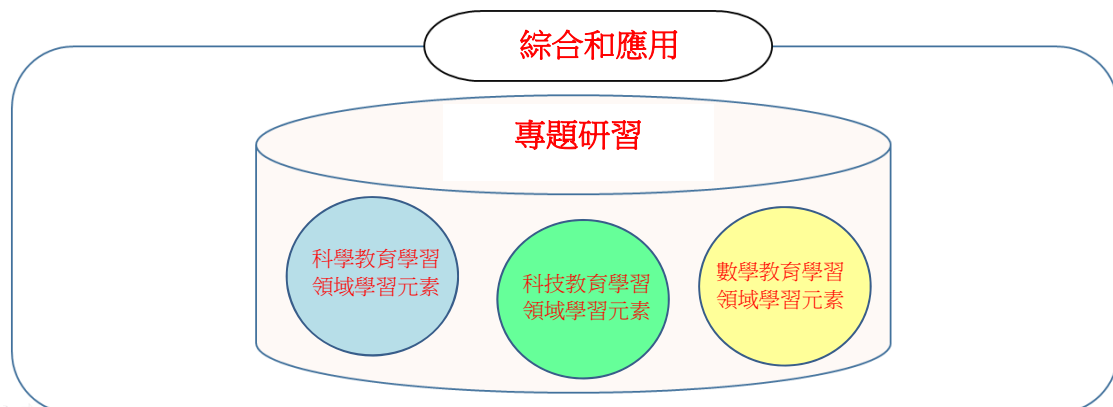 綜合和應用
專題研習
科學教育學習
領域學習元素
科技教育學習
領域學習元素
數學教育學習
領域學習元素